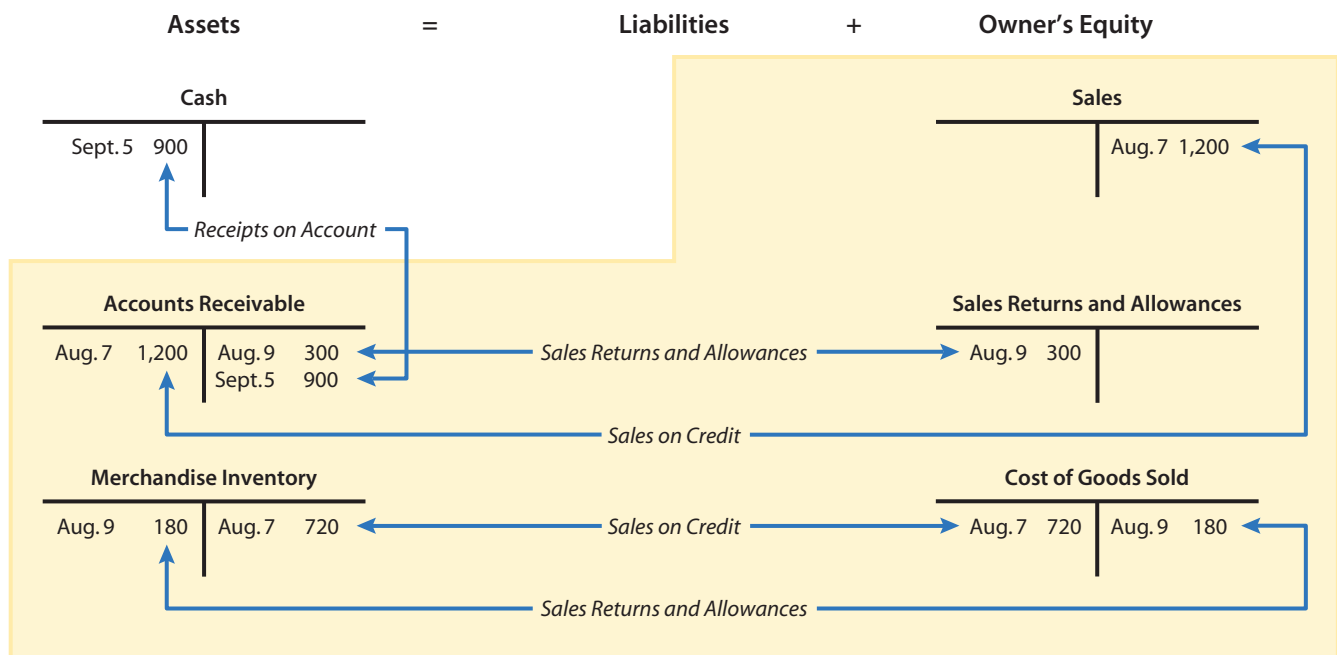 Assets = Liabilities + Owner's Equity
Cash
Sept. 5 900
Sales
Aug. 7 1,200
Receipts on Account
Accounts Receivable
Aug. 7 1,200 Aug. 9 300
Sept. 5 900
Sales Returns and Allowances
Sales Returns and Allowances
Aug. 9 300
Sales on Credit
Merchandise Inventory
Aug. 9 180 Aug. 7 720
Sales on Credit
Cost of Goods Sold
Aug. 7 720 Aug. 9 180
Sales Returns and Allowances